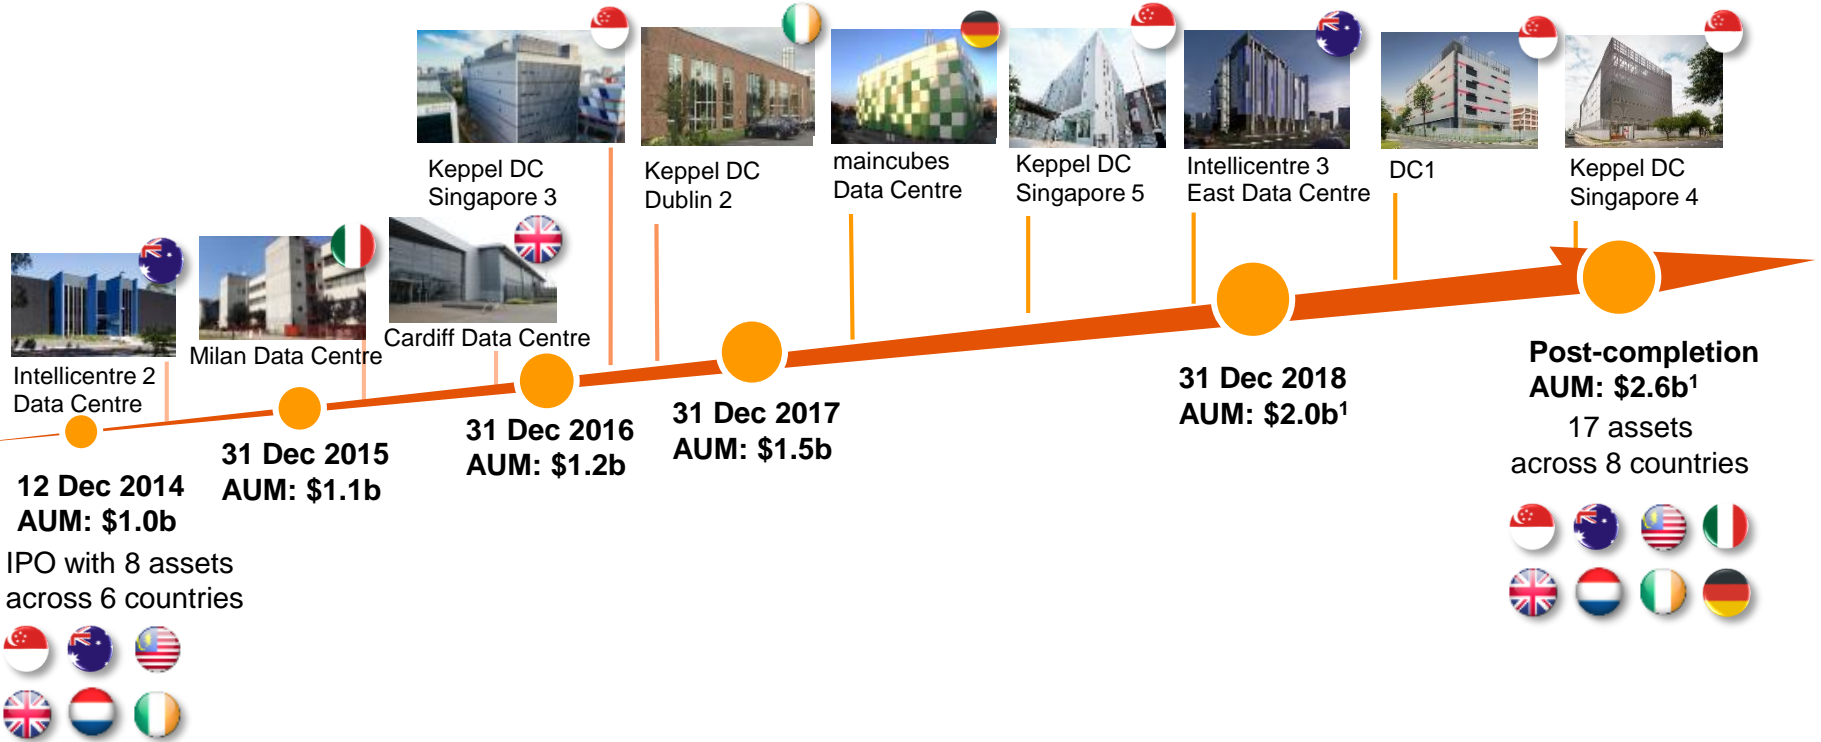 Keppel DC
Singapore 3
Keppel DC
Dublin 2
maincubes
Data Centre
Keppel DC
Singapore 5
Intellicentre 3
East Data Centre
DC1
Keppel DC
Singapore 4
Intellicentre 2
Data Centre
Milan Data Centre
Cardiff Data Centre
12 Dec 2014
AUM: $1.0b
IPO with 8 assets
across 6 countries
31 Dec 2015
AUM: $1.1b
31 Dec 2016
AUM: $1.2b
31 Dec 2017
AUM: $1.5b
31 Dec 2018
AUM: $2.0b¹
Post-completion
AUM: $2.6b¹
17 assets
across 8 countries